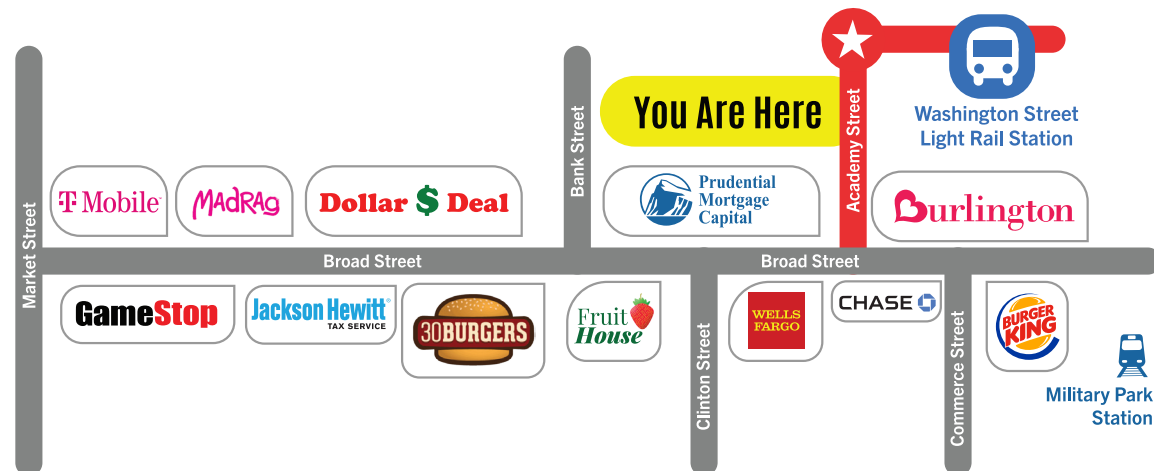 You Are Here
Washington Street
Light Rail Station
Market Street
Bank Street
Academy Street
T Mobile
MADRAG
Dollar $ Deal
Prudential
Mortgage
Capital
Burlington
Broad Street
Broad Street
GameStop
Jackson Hewitt®
TAX SERVICE
30BURGERS
Fruit
House
Clinton Street
WELLS
FARGO
CHASE
Commerce Street
BURGER
KING
Military Park
Station